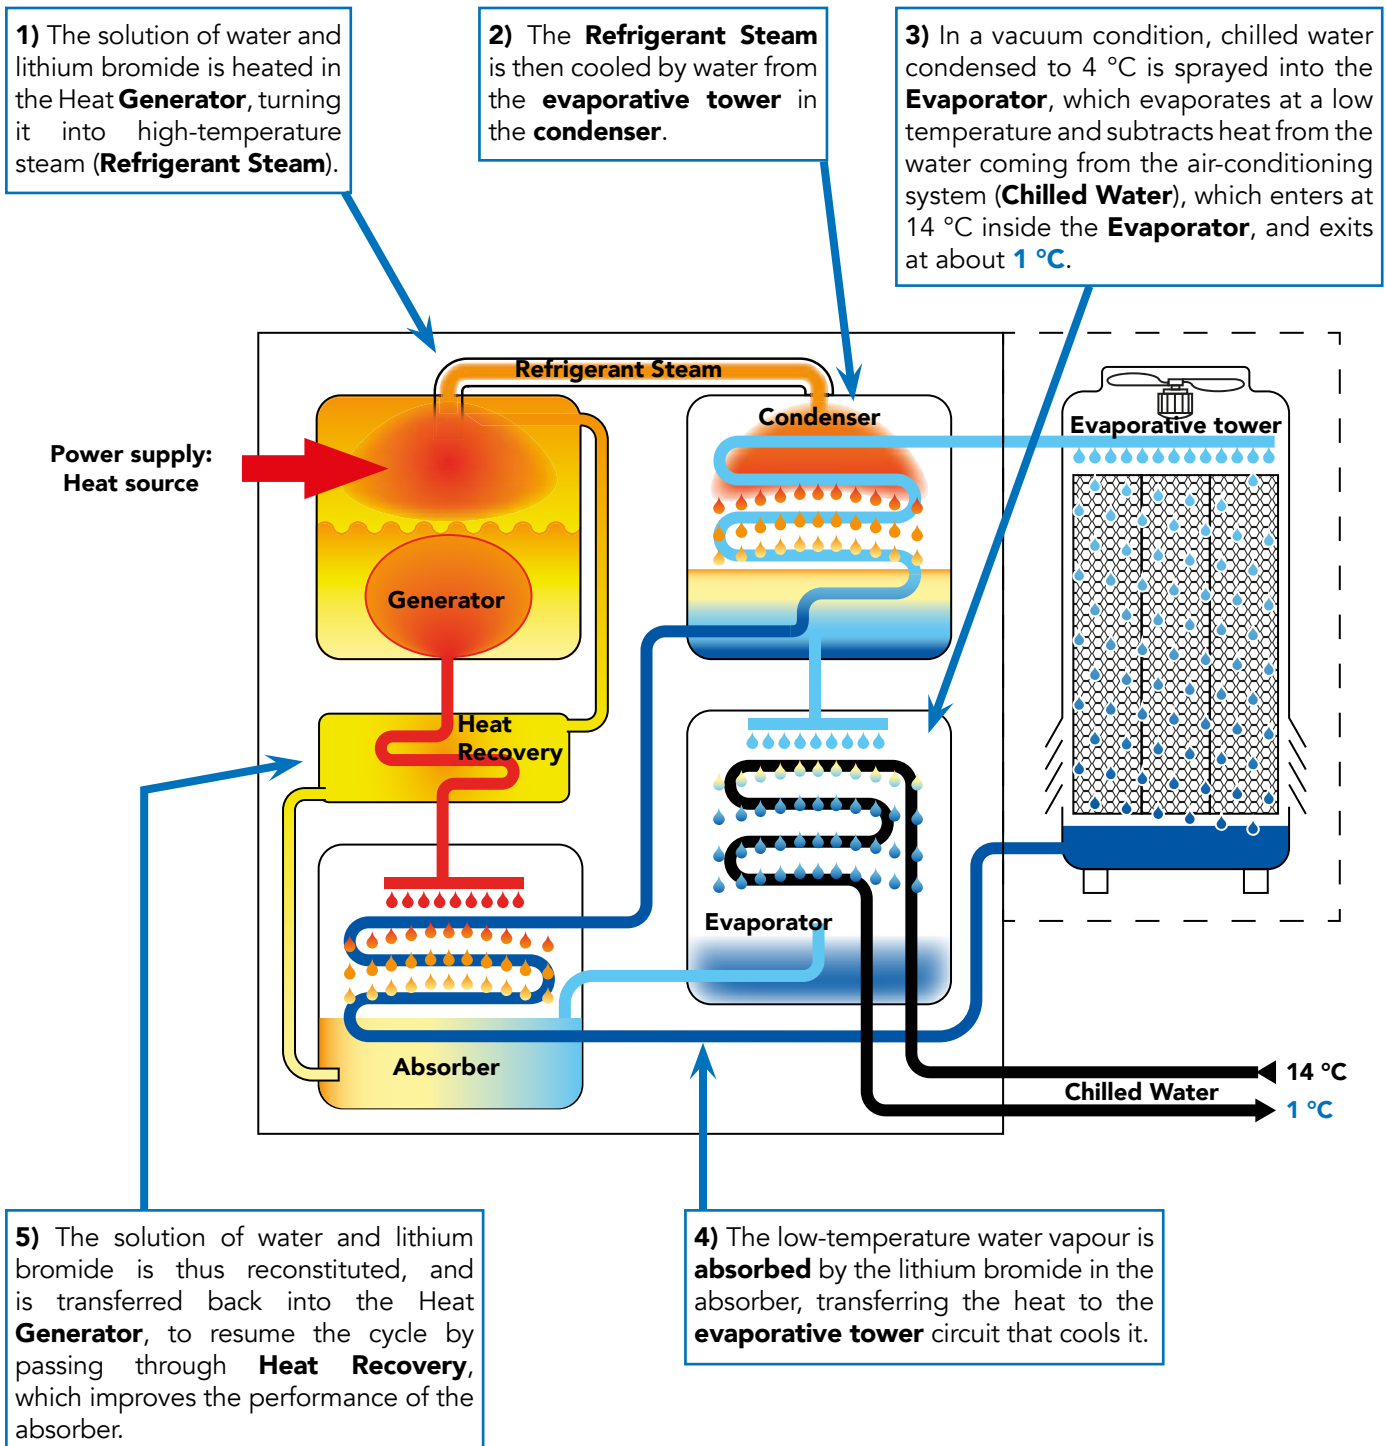 1) The solution of water and
lithium bromide is heated in
the Heat Generator, turning
it into high-temperature
steam (Refrigerant Steam).
2) The Refrigerant Steam
is then cooled by water from
the evaporative tower in
the condenser.
3) In a vacuum condition, chilled water
condensed to 4 °C is sprayed into the
Evaporator, which evaporates at a low
temperature and subtracts heat from the
water coming from the air-conditioning
system (Chilled Water), which enters at
14 °C inside the Evaporator, and exits
at about 1 °C.
Refrigerant Steam
Condenser
Evaporative tower
Power supply:
Heat source
Generator
Heat
Recovery
Evaporator
Absorber
14 °C
Chilled Water
1 °C
5) The solution of water and lithium
bromide is thus reconstituted, and
is transferred back into the Heat
Generator, to resume the cycle by
passing through Heat Recovery,
which improves the performance of the
absorber.
4) The low-temperature water vapour is
absorbed by the lithium bromide in the
absorber, transferring the heat to the
evaporative tower circuit that cools it.